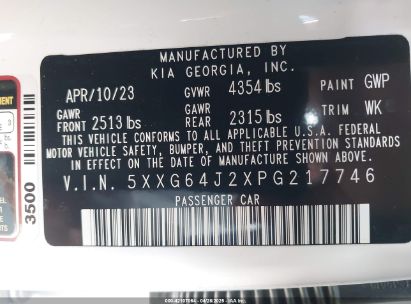 MANUFACTURED BY
KIA GEORGIA, INC.
APR/10/23 GVWR 4354 lbs PAINT GWP
GAWR FRONT 2513 lbs GAWR REAR 2315 lbs TRIM WK
THIS CONFORMS TO ALL APPLICABLE U.S.A. FEDERAL
MOTOR VEHICLE SAFETY, BUMPER, AND THEFT PREVENTION
STANDARDS IN EFFECT ON THE DATE OF MANUFACTURE SHOWN ABOVE.
V.I.N. 5XXG64J2XPG217746
PASSENGER CAR
3500
3